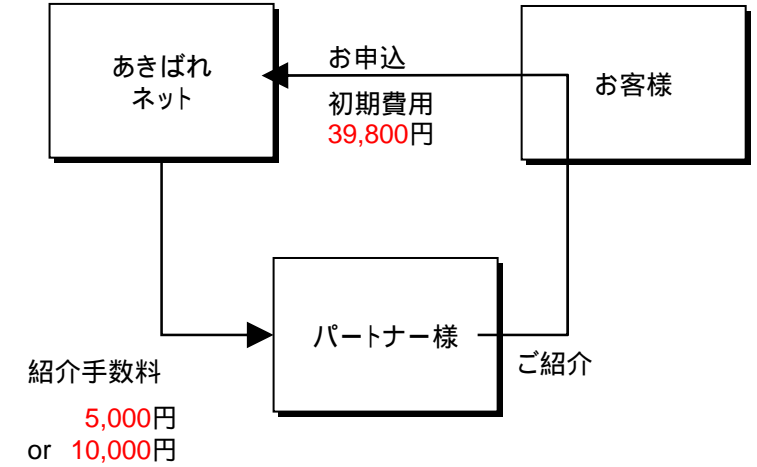 あきばれ
ネット
お申込
初期費用
39,800円
お客様
パートナー様
ご紹介
紹介手数料
5,000円
or 10,000円